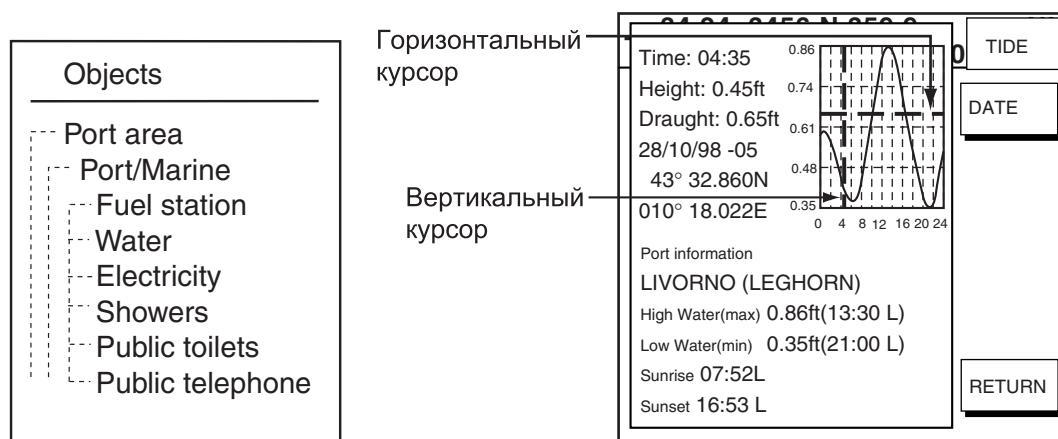 Objects
Port area
Port/Marine
Fuel station
Water
Electricity
Showers
Public toilets
Public telephone
Горизонтальный
курсор
Вертикальный
курсор
TIDE
DATE
RETURN
Time: 04:35
Height: 0.45ft
Draught: 0.65ft
28/10/98 -05
43° 32.860N
010° 18.022E
0.86
0.74
0.61
0.48
0.35
0 4 8 12 16 20 24
Port information
LIVORNO (LEGHORN)
High Water(max) 0.86ft(13:30 L)
Low Water(min) 0.35ft(21:00 L)
Sunrise 07:52L
Sunset 16:53 L